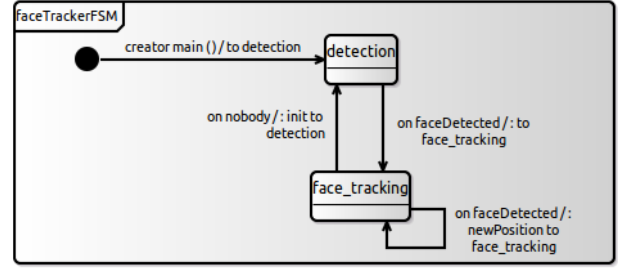 faceTrackerFSM
creator main ()/ to detection
detection
on nobody/: init to
detection
on faceDetected/: to
face_tracking
face_tracking
on faceDetected/:
newPosition to
face_tracking